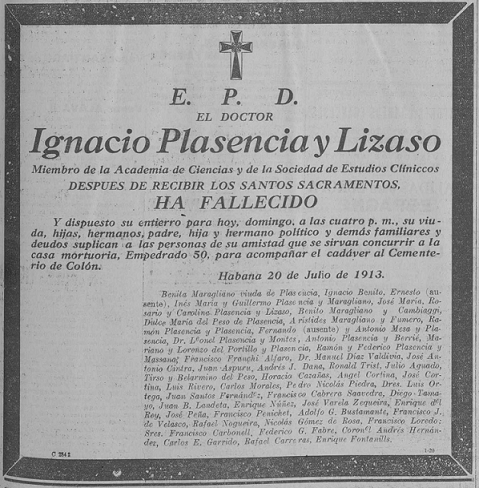 E. P. D.
EL DOCTOR
Ignacio Plasencia y Lizaso
Miembro de la Academia de Ciencias y de la Sociedad de Estudios Clíniccos
DESPUES DE RECIBIR LOS SANTOS SACRAMENTOS,
HA FALLECIDO
Y dispuesto su entierro para hoy, domingo, a las cuatro p. m., su viu-
da, hijas, hermanos, padre, hija y hermano político y demás familiares y
deudos suplican a las personas de su amistad que se sirvan concurrir a la
casa mortuoria, Empedrado 50, para acompañar el cadáver al Cemente-
rio de Colón.
Habana 20 de Julio de 1913.
Benita Maragliano viuda de Plasencia, Ignacio Benito, Ernesto (au-
sente), Inés María y Guillermo Plasencia y Maragliano, José María, Ro-
sario y Carolina Plasencia y Lizaso, Benito Maragliano y Cambiaggi,
Dulce María del Peso de Plasencia, Arístides Maragliano y Fumero, Ra-
món Plasencia y Plasencia, Fernando (ausente) y Antonio Mesa y Pla-
sencia, Dr. Leonel Plasencia y Montes, Antonio Plasencia y Berrié, Ma-
riano y Lorenzo del Portillo y Plasencia, Ramón y Federico Plasencia y
Massana; Francisco Franchi Alfaro, Dr. Manuel Díaz Valdivia, José An-
tonio Cintra, Juan Aspuru, Andrés J. Dana, Ronald Trist, Julio Aguado,
Tirso y Belarmino del Peso, Horacio Cazañas, Angel Cortina, José Cor-
tina, Luis Rivero, Carlos Morales, Pedro Nicolás Piedra, Dres. Luis Or-
tega, Juan Santos Fernández, Francisco Cabrera Saavedra, Diego Tama-
yo, Juan B. Landeta, Enrique Núñez, José Varela Zequeira, Enrique del
Rey, José Peña, Francisco Penichet, Adolfo G. Bustamante, Francisco J.
de Velasco, Rafael Nogueira, Nicolás Gómez de Rosa, Francisco Loredo;
Sres. Francisco Carbonell, Federico G. Fabre, Coronel Andrés Hernán-
dez, Carlos E. Garrido, Rafael Carreras, Enrique Fontanills.
1-20